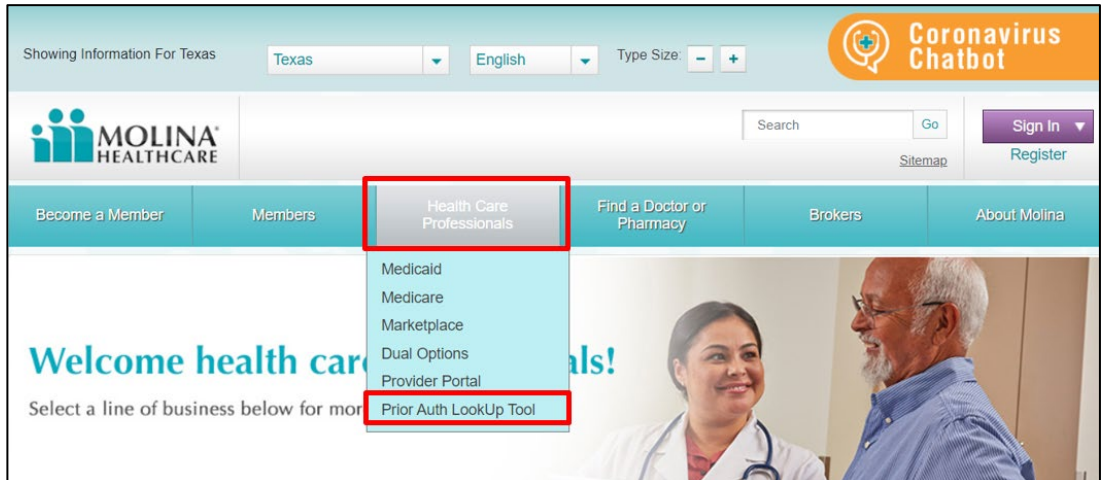 Showing Information For Texas
Texas
English
Type Size: - +
Coronavirus
Chatbot
MOLINA
HEALTHCARE
Search
Go
Sitemap
Sign In
Register
Become a Member
Members
Health Care
Professionals
Find a Doctor or
Pharmacy
Brokers
About Molina
Medicaid
Medicare
Marketplace
Dual Options
Provider Portal
Prior Auth LookUp Tool
Welcome health car als!
Select a line of business below for mor